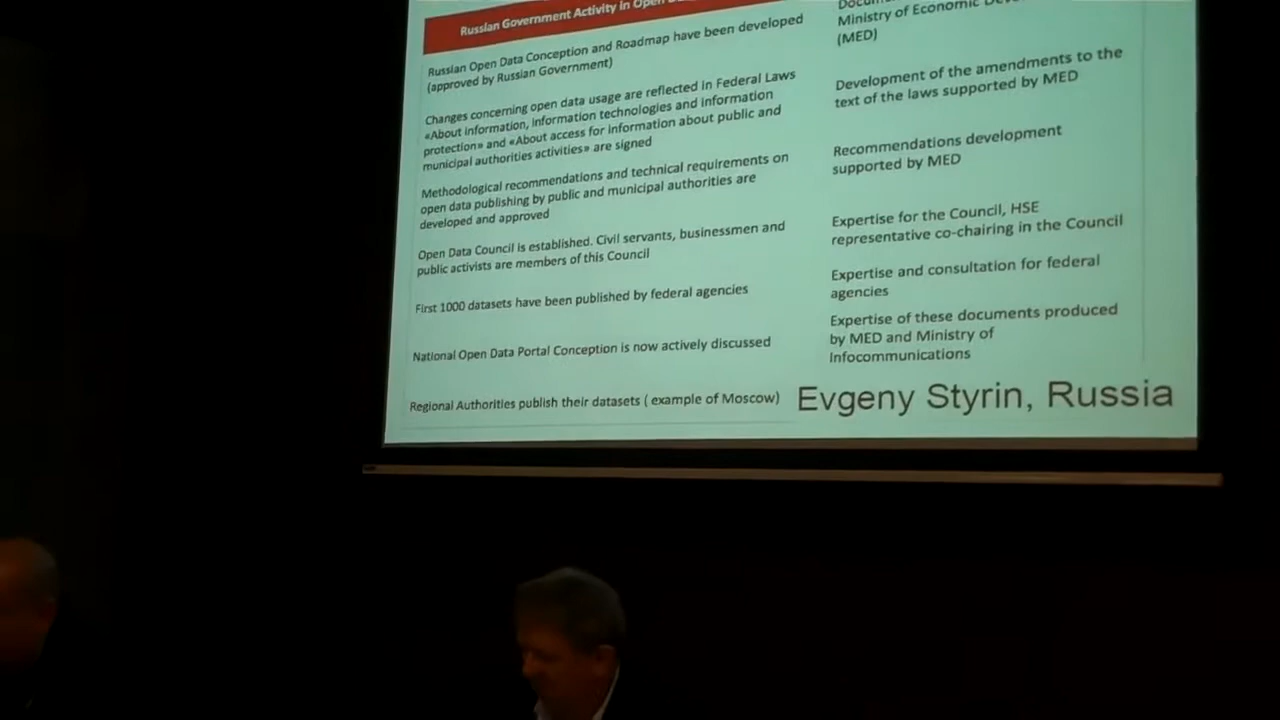 Russian Government Activity in Open
Russian Open Data Conception and Roadmap have been developed
(approved by Russian Government)
Changes concerning open data usage are reflected in Federal Laws
«About information, information technologies and information
protection» and «About access for information about public and
municipal authorities activities» are signed
Methodological recommendations and technical requirements on
open data publishing by public and municipal authorities are
developed and approved
Open Data Council is established. Civil servants, businessmen and
public activists are members of this Council
First 1000 datasets have been published by federal agencies
National Open Data Portal Conception is now actively discussed
Regional Authorities publish their datasets ( example of Moscow)
Ministry of Economic
(MED)
Development of the amendments to the
text of the laws supported by MED
Recommendations development
supported by MED
Expertise for the Council, HSE
representative co-chairing in the Council
Expertise and consultation for federal
agencies
Expertise of these documents produced
by MED and Ministry of
Infocommunications
Evgeny Styrin, Russia